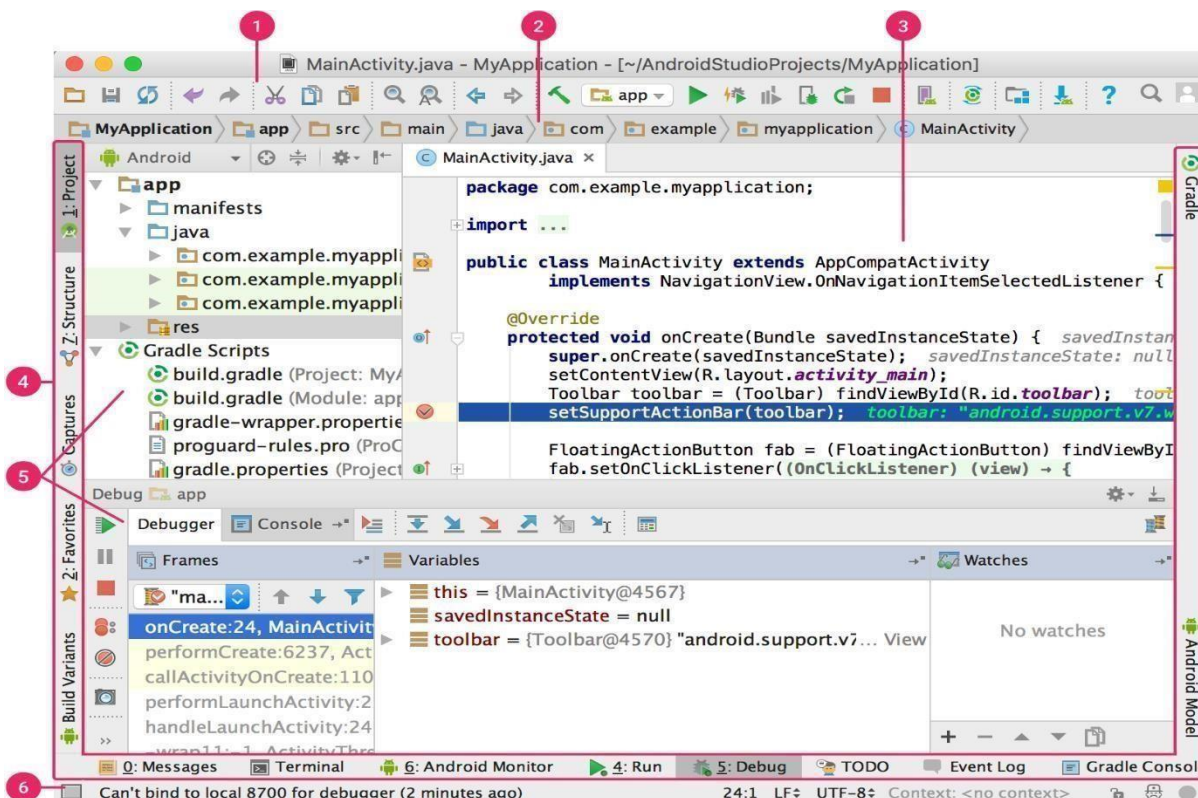 1
2
3
MainActivity.java - MyApplication - [~/AndroidStudioProjects/MyApplication]
app
?
MyApplication app src main java com example myapplication MainActivity
1: Project
Z: Structure
Captures
2: Favorites
Build Variants
4
5
6
Android
app
manifests
java
com.example.myappli
com.example.myappli
com.example.myappli
res
Gradle Scripts
build.gradle (Project: MyA
build.gradle (Module: app
gradle-wrapper.propertie
proguard-rules.pro (ProC
gradle.properties (Project
MainActivity.java
package com.example.myapplication;
import ...
public class MainActivity extends AppCompatActivity
implements NavigationView.OnNavigationItemSelectedListener {
@Override
protected void onCreate(Bundle savedInstanceState) { savedInstan
super.onCreate(savedInstanceState); savedInstanceState: null
setContentView(R.layout.activity_main);
Toolbar toolbar = (Toolbar) findViewById(R.id.toolbar); tool
setSupportActionBar(toolbar); toolbar: "android.support.v7.w
FloatingActionButton fab = (FloatingActionButton) findViewByI
fab.setOnClickListener((OnClickListener) (view) → {
Gradle
Android Model
Debug app
Debugger Console
Frames
Variables
Watches
"ma...
onCreate:24, MainActivit
performCreate:6237, Act
callActivityOnCreate:110
performLaunchActivity:2
handleLaunchActivity:24
-wrap11:-1, ActivityThre
this = {MainActivity@4567}
savedInstanceState = null
toolbar = {Toolbar@4570} "android.support.v7... View
No watches
0: Messages Terminal 6: Android Monitor 4: Run 5: Debug TODO Event Log Gradle Consol
Can't bind to local 8700 for debugger (2 minutes ago) 24:1 LF UTF-8 Context: <no context>